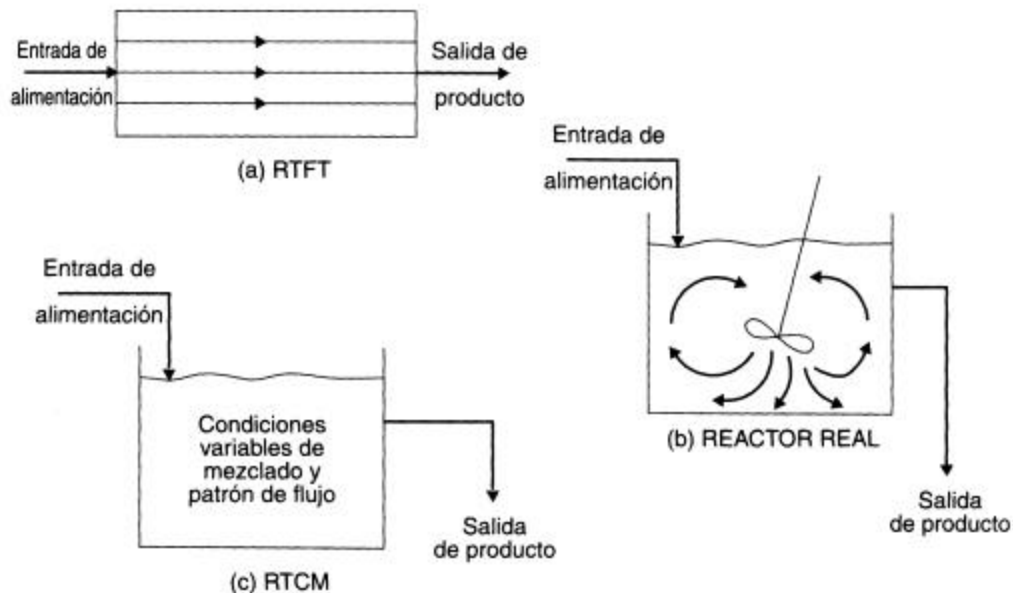 Entrada de
alimentación
Salida de
producto
(a) RTFT
Entrada de
alimentación
(b) REACTOR REAL
Salida
de producto
Entrada de
alimentación
Condiciones
variables de
mezclado y
patrón de flujo
Salida
de producto
(c) RTCM